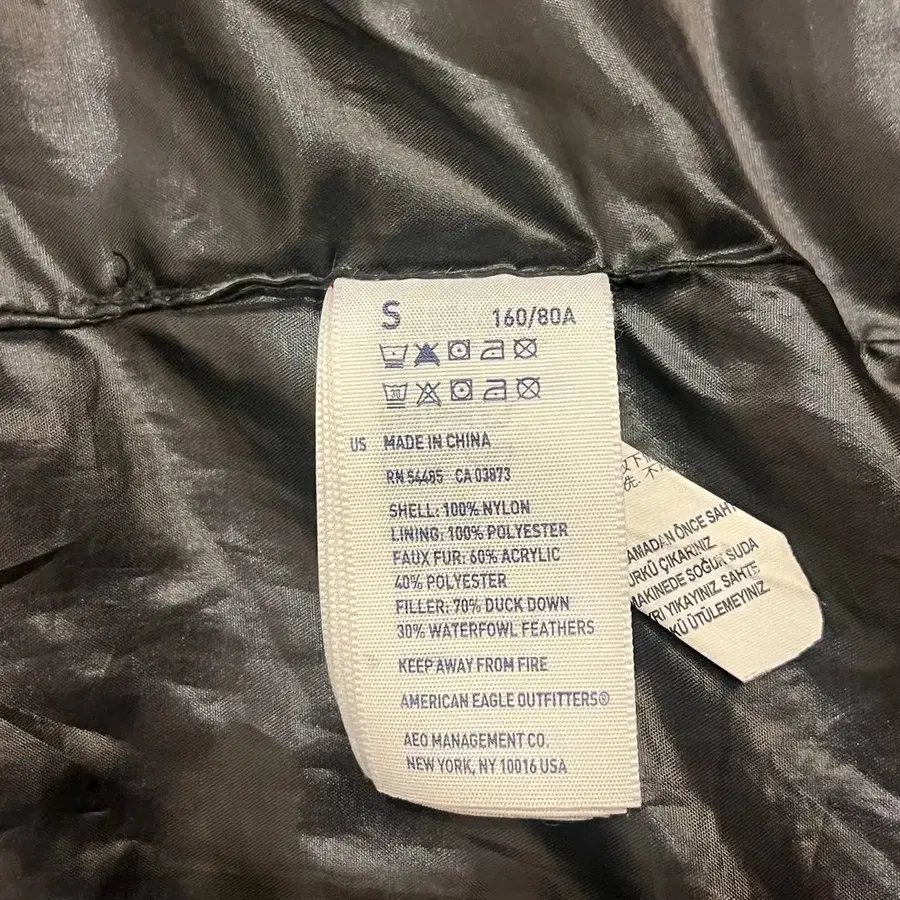 S 160/80A
30
US MADE IN CHINA
RN 54485 CA 03873
SHELL: 100% NYLON
LINING: 100% POLYESTER
FAUX FUR: 60% ACRYLIC
40% POLYESTER
FILLER: 70% DUCK DOWN
30% WATERFOWL FEATHERS
KEEP AWAY FROM FIRE
AMERICAN EAGLE OUTFITTERS®
AEO MANAGEMENT CO.
NEW YORK, NY 10016 USA
AMADAN ÖNCE SAHT
ÜRKÜ ÇIKARINIZ
MAKINEDE SOĞUK SUDA
YRI YIKAYINIZ SAHTE
KÜ ÜTÜLEMEYINIZ